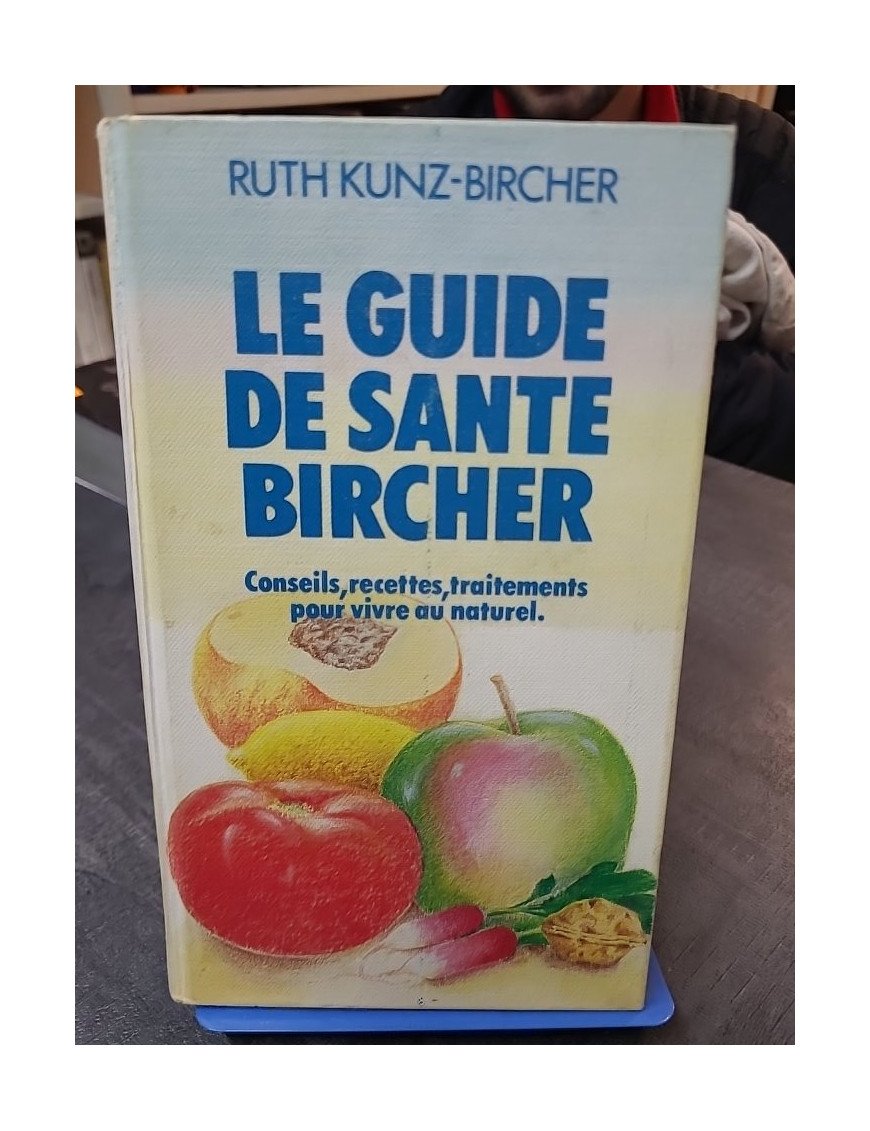 RUTH KUNZ-BIRCHER
LE GUIDE
DE SANTE
BIRCHER
Conseils, recettes, traitements
pour vivre au naturel.